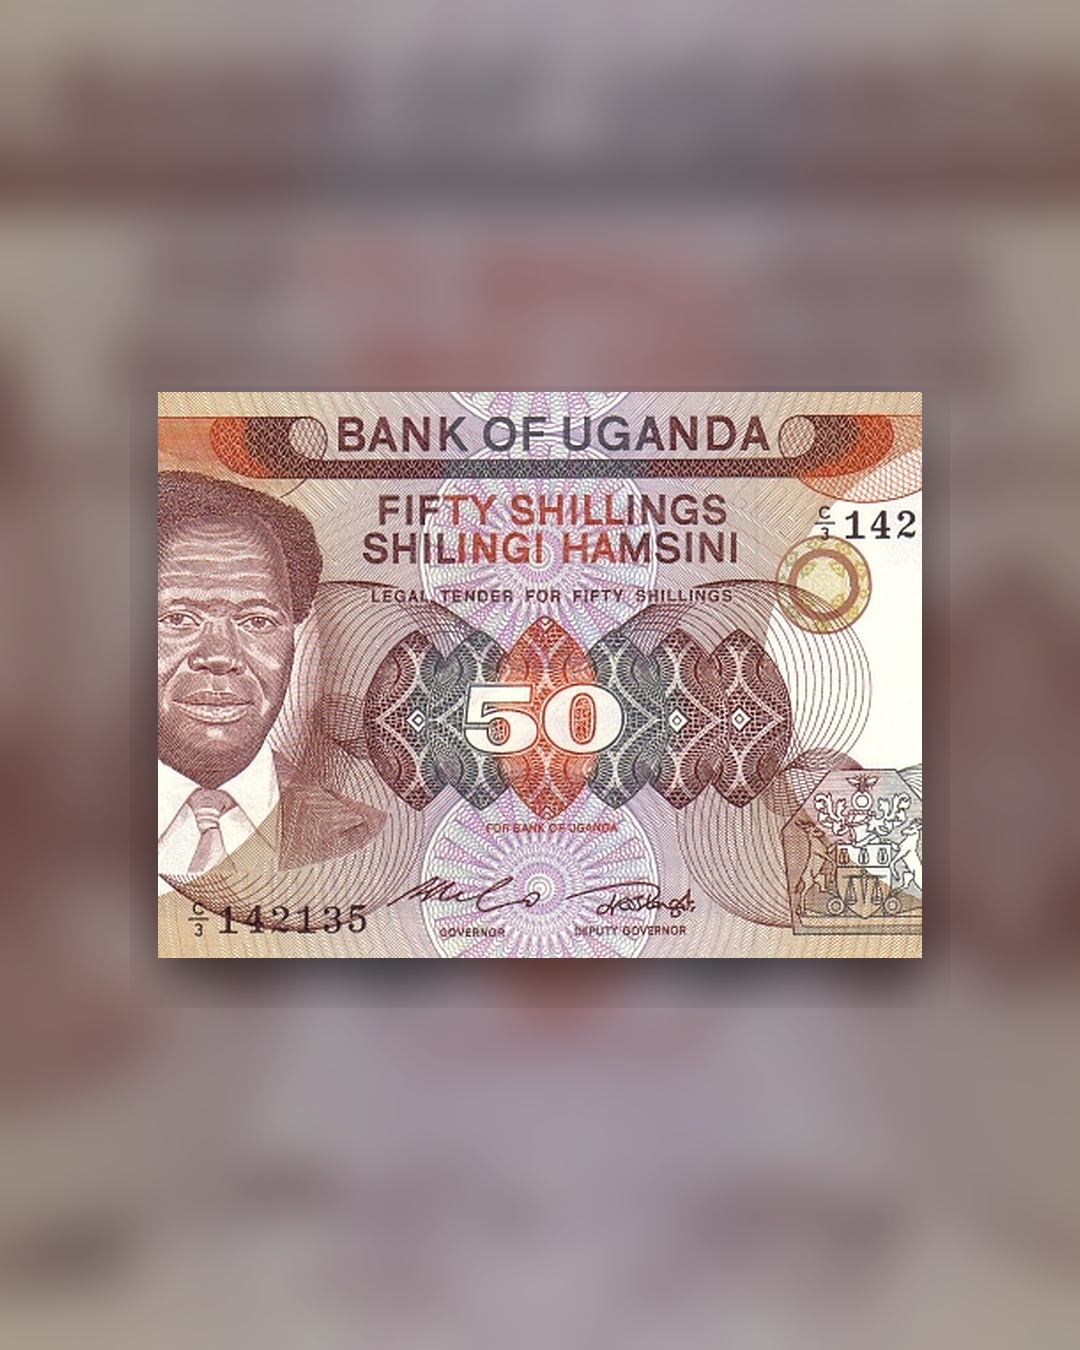 BANK OF UGANDA
FIFTY SHILLINGS
SHILINGI HAMSINI
C/3 142
LEGAL TENDER FOR FIFTY SHILLINGS
50
FOR BANK OF UGANDA
C/3 142135
GOVERNOR
DEPUTY GOVERNOR